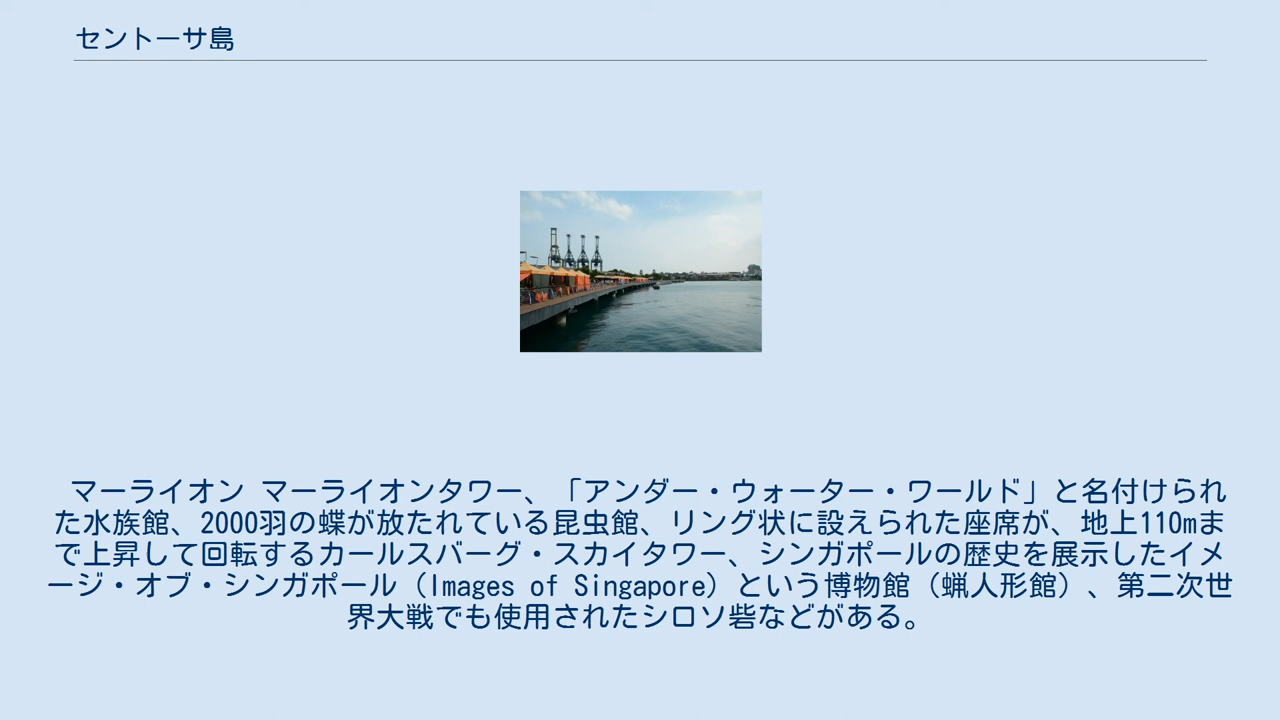 セントーサ島
マーライオン マーライオンタワー、「アンダー・ウォーター・ワールド」と名付けられ
た水族館、2000羽の蝶が放たれている昆虫館、リング状に設えられた座席が、地上110mま
で上昇して回転するカールスバーグ・スカイタワー、シンガポールの歴史を展示したイメ
ージ・オブ・シンガポール（Images of Singapore）という博物館（蝋人形館）、第二次世
界大戦でも使用されたシロソ砦などがある。